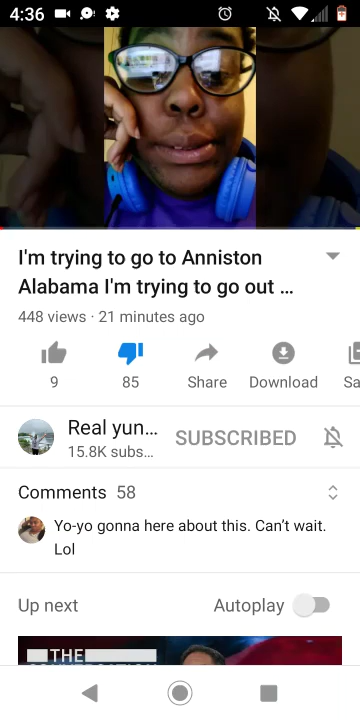 4:36
I'm trying to go to Anniston
Alabama I'm trying to go out ...
448 views · 21 minutes ago
9
85
Share
Download
Sa
Real yun...
15.8K subs...
SUBSCRIBED
Comments 58
Yo-yo gonna here about this. Can’t wait.
Lol
Up next
Autoplay
THE